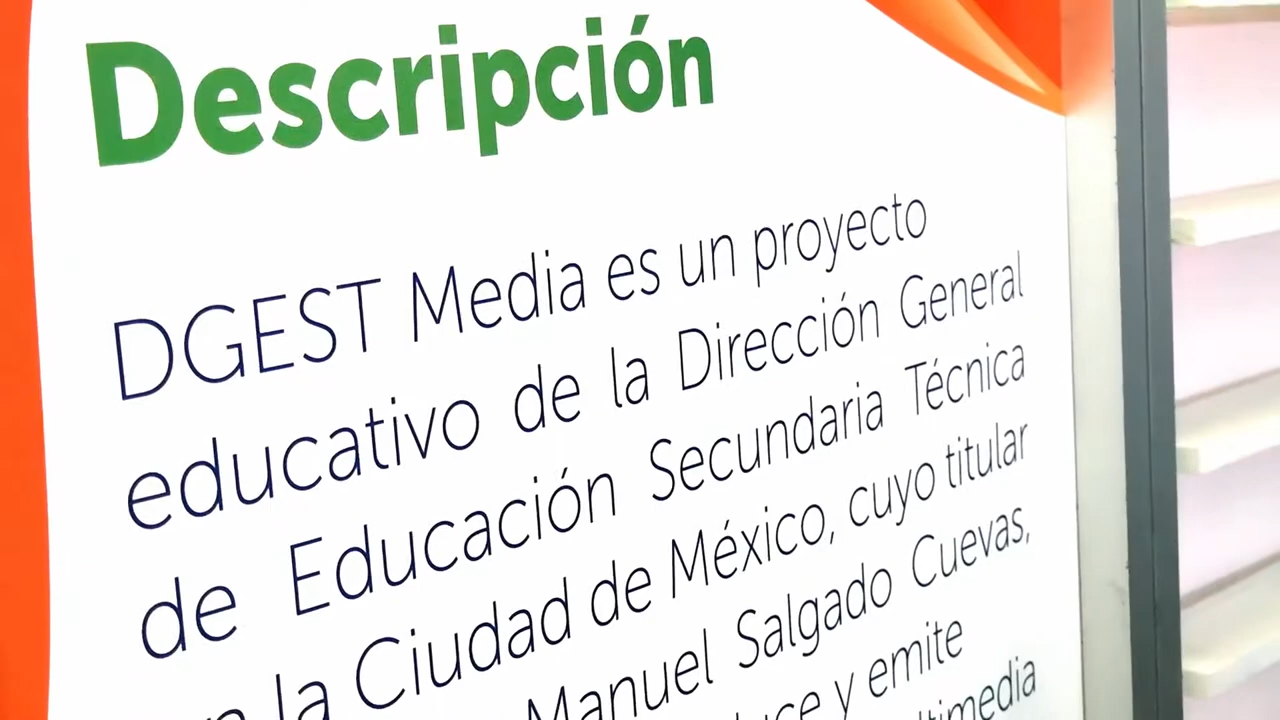 Descripción
DGEST Media es un proyecto
educativo de la Dirección General
de Educación Secundaria Técnica
la Ciudad de México, cuyo titular
Manuel Salgado Cuevas,
y emite